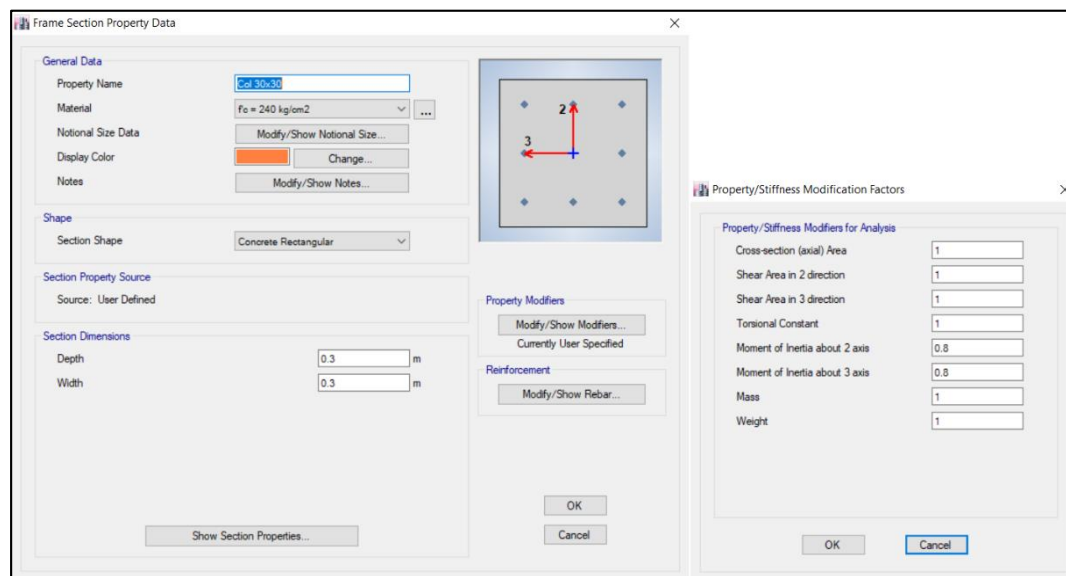 Frame Section Property Data
General Data
Property Name Col 30x30
Material f'c = 240 kg/cm2 ...
Notional Size Data Modify/Show Notional Size...
Display Color Change...
Notes Modify/Show Notes...
Shape
Section Shape Concrete Rectangular
Section Property Source
Source: User Defined
Section Dimensions
Depth 0.3 m
Width 0.3 m
Show Section Properties...
2
3
Property Modifiers
Modify/Show Modifiers...
Currently User Specified
Reinforcement
Modify/Show Rebar...
OK
Cancel
Property/Stiffness Modification Factors
Property/Stiffness Modifiers for Analysis
Cross-section (axial) Area 1
Shear Area in 2 direction 1
Shear Area in 3 direction 1
Torsional Constant 1
Moment of Inertia about 2 axis 0.8
Moment of Inertia about 3 axis 0.8
Mass 1
Weight 1
OK Cancel